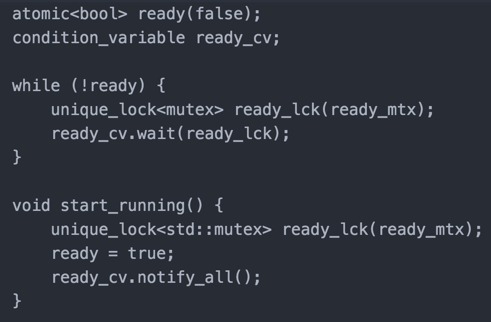 atomic<bool> ready(false);
condition_variable ready_cv;

while (!ready) {
    unique_lock<mutex> ready_lck(ready_mtx);
    ready_cv.wait(ready_lck);
}

void start_running() {
    unique_lock<std::mutex> ready_lck(ready_mtx);
    ready = true;
    ready_cv.notify_all();
}